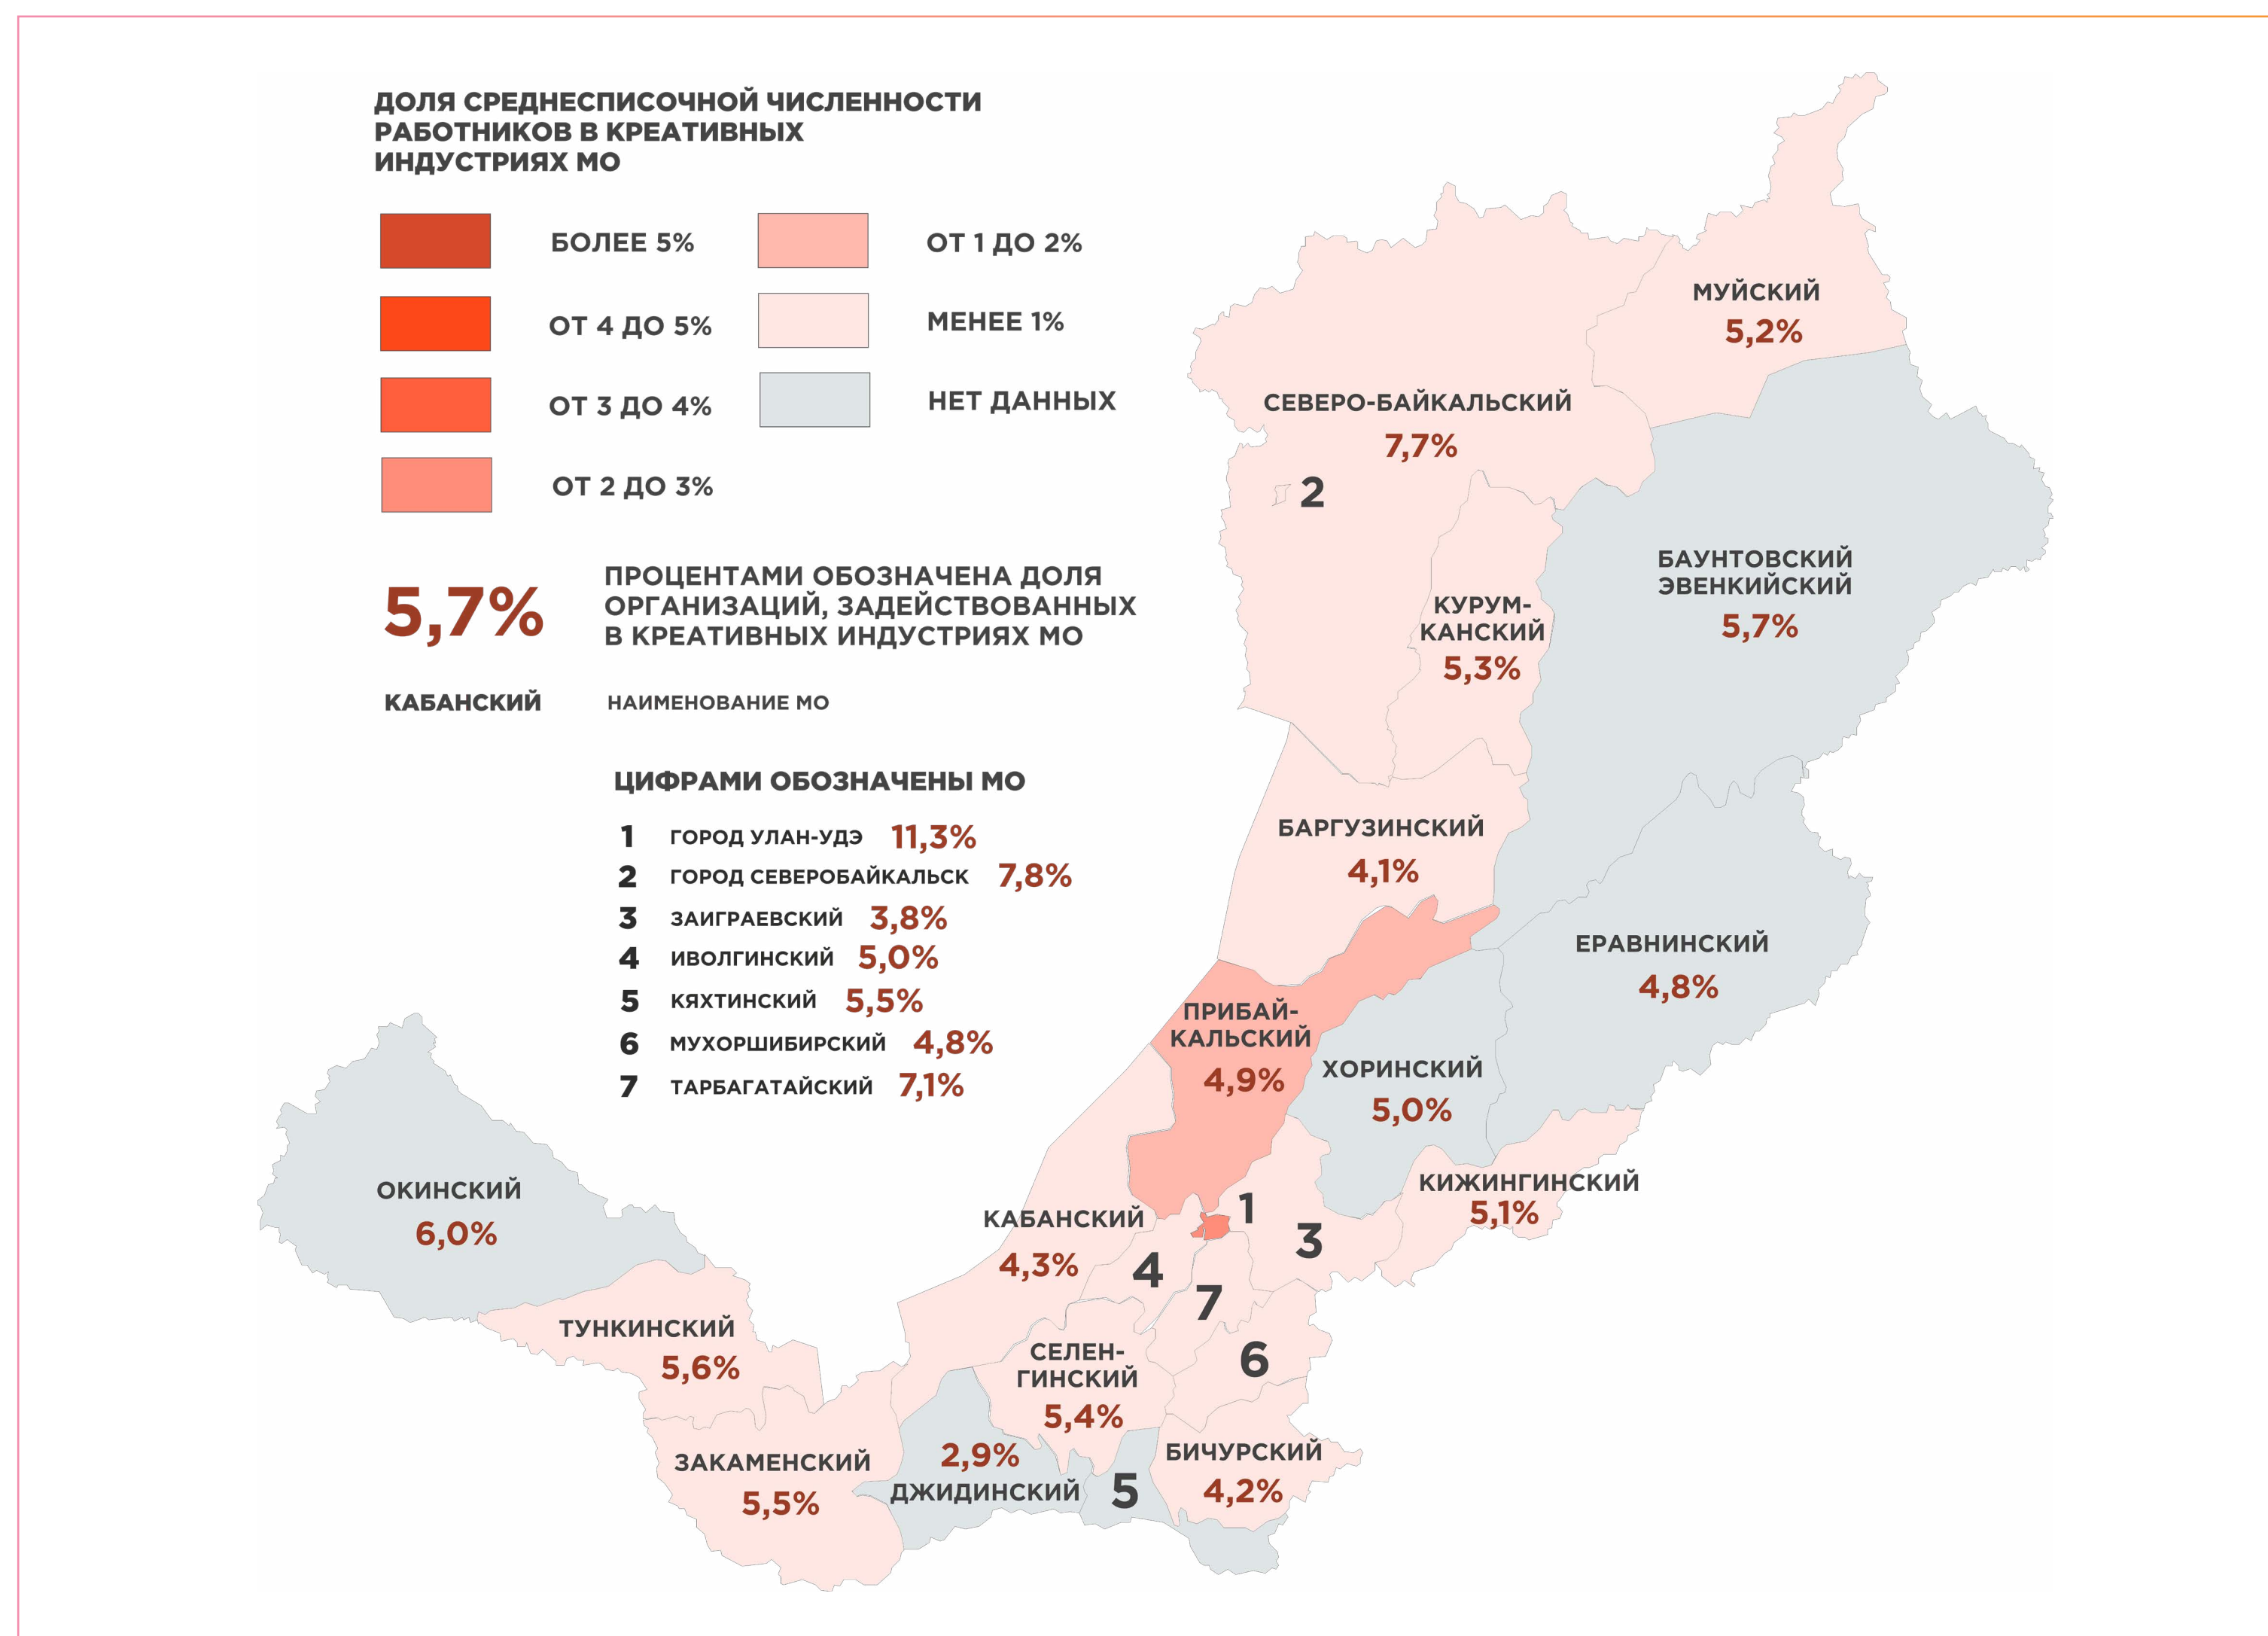 ДОЛЯ СРЕДНЕСПИСОЧНОЙ ЧИСЛЕННОСТИ
РАБОТНИКОВ В КРЕАТИВНЫХ
ИНДУСТРИЯХ МО
БОЛЕЕ 5%
ОТ 4 ДО 5%
ОТ 3 ДО 4%
ОТ 2 ДО 3%
ОТ 1 ДО 2%
МЕНЕЕ 1%
НЕТ ДАННЫХ
5,7%
ПРОЦЕНТАМИ ОБОЗНАЧЕНА ДОЛЯ
ОРГАНИЗАЦИЙ, ЗАДЕЙСТВОВАННЫХ
В КРЕАТИВНЫХ ИНДУСТРИЯХ МО
КАБАНСКИЙ НАИМЕНОВАНИЕ МО
ЦИФРАМИ ОБОЗНАЧЕНЫ МО
1 ГОРОД УЛАН-УДЭ 11,3%
2 ГОРОД СЕВЕРОБАЙКАЛЬСК 7,8%
3 ЗАИГРАЕВСКИЙ 3,8%
4 ИВОЛГИНСКИЙ 5,0%
5 КЯХТИНСКИЙ 5,5%
6 МУХОРШИБИРСКИЙ 4,8%
7 ТАРБАГАТАЙСКИЙ 7,1%
МУЙСКИЙ
5,2%
СЕВЕРО-БАЙКАЛЬСКИЙ
7,7%
2
БАУНТОВСКИЙ
ЭВЕНКИЙСКИЙ
5,7%
КУРУМ-
КАНСКИЙ
5,3%
БАРГУЗИНСКИЙ
4,1%
ЕРАВНИНСКИЙ
4,8%
ПРИБАЙ-
КАЛЬСКИЙ
4,9%
ХОРИНСКИЙ
5,0%
КИЖИНГИНСКИЙ
5,1%
ОКИНСКИЙ
6,0%
КАБАНСКИЙ
4,3%
1
3
4
7
ТУНКИНСКИЙ
5,6%
СЕЛЕН-
ГИНСКИЙ
5,4%
6
ЗАКАМЕНСКИЙ
5,5%
2,9%
ДЖИДИНСКИЙ
5
БИЧУРСКИЙ
4,2%